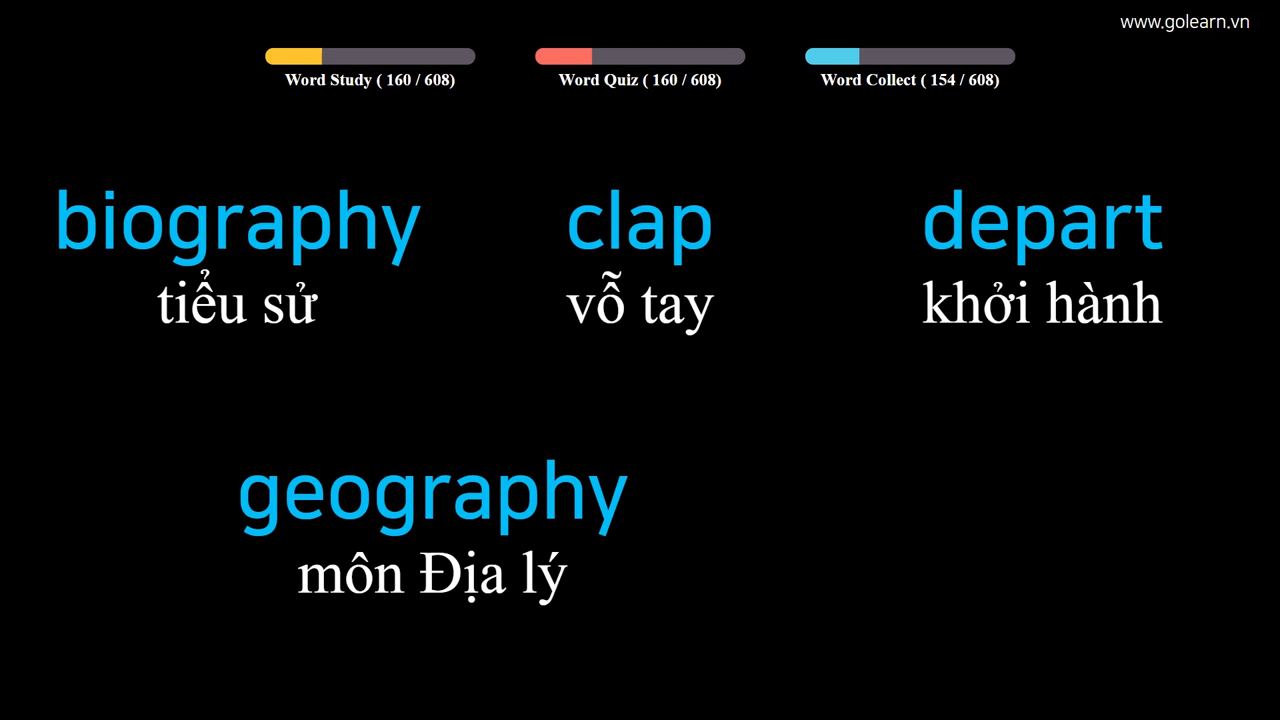 www.golearn.vn
Word Study ( 160 / 608)
Word Quiz ( 160 / 608)
Word Collect ( 154 / 608)
biography
tiểu sử
clap
vỗ tay
depart
khởi hành
geography
môn Địa lý